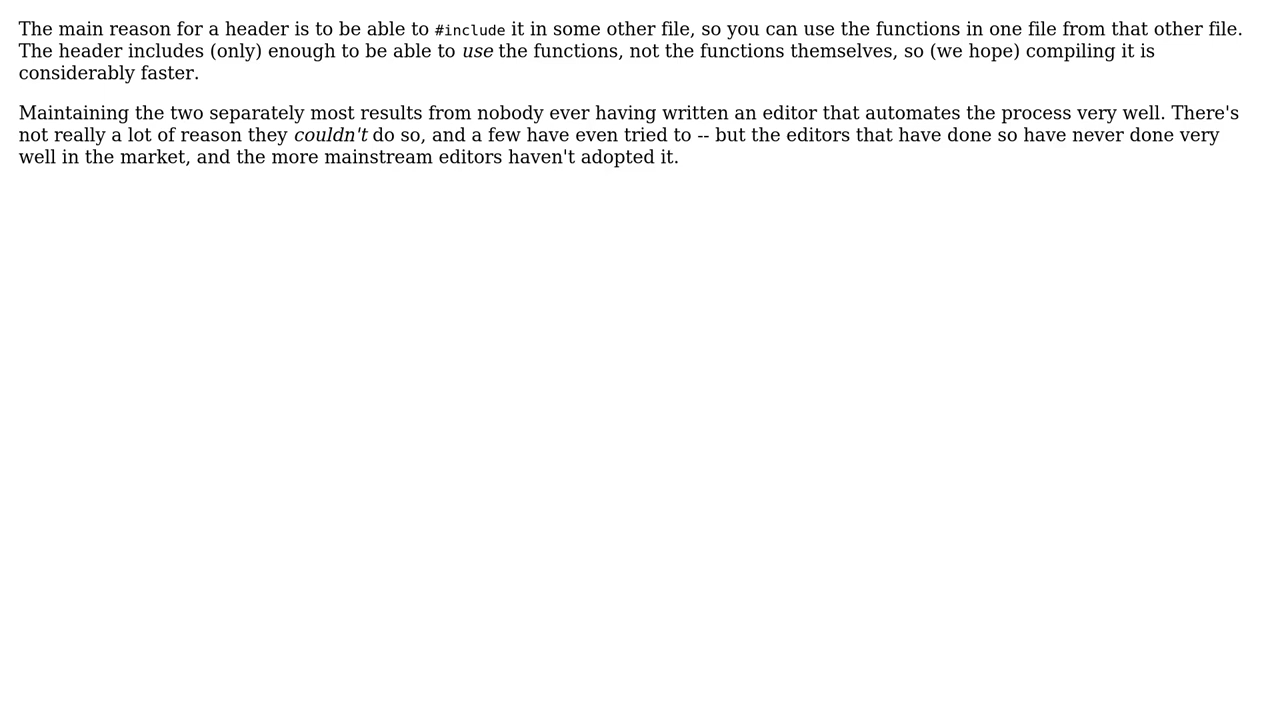 The main reason for a header is to be able to #include it in some other file, so you can use the functions in one file from that other file.
The header includes (only) enough to be able to use the functions, not the functions themselves, so (we hope) compiling it is
considerably faster.
Maintaining the two separately most results from nobody ever having written an editor that automates the process very well. There's
not really a lot of reason they couldn't do so, and a few have even tried to -- but the editors that have done so have never done very
well in the market, and the more mainstream editors haven't adopted it.